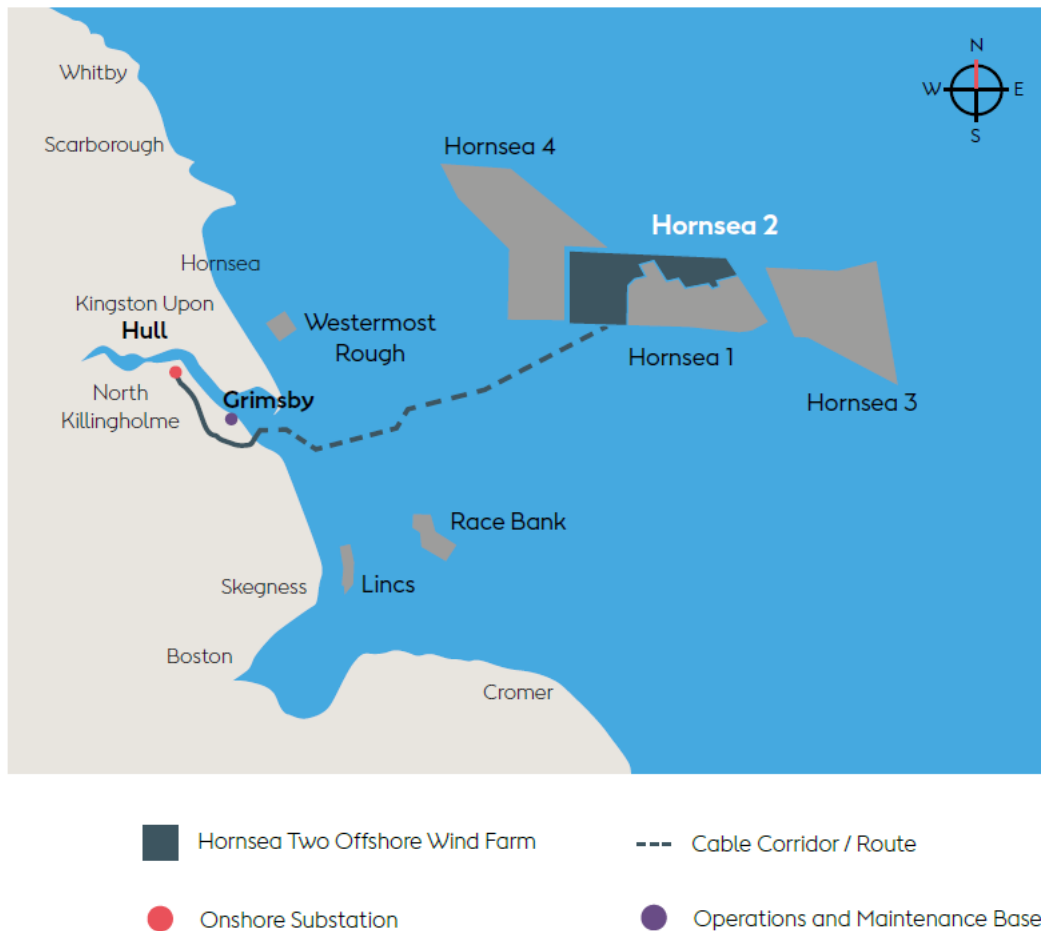 N
W E
S
Whitby
Scarborough
Hornsea 4
Hornsea 2
Hornsea
Kingston Upon
Hull
Westermost
Rough
Hornsea 1
North
Killingholme
Grimsby
Hornsea 3
Race Bank
Skegness
Lincs
Boston
Cromer
Hornsea Two Offshore Wind Farm
Cable Corridor / Route
Onshore Substation
Operations and Maintenance Base